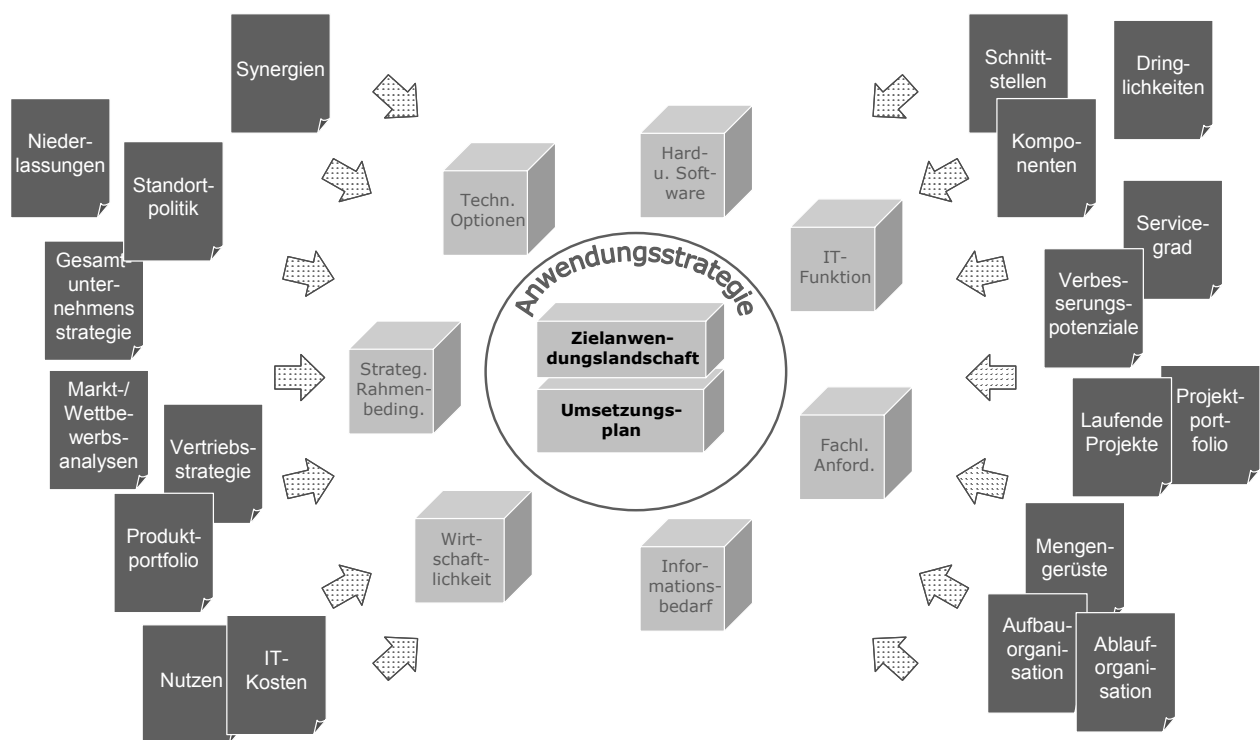 Synergien
Nieder-
lassungen
Standort
politik
Gesamt-
unter-
nehmens
strategie
Markt-/
Wettbe-
werbs-
analysen
Vertriebs-
strategie
Produkt-
portfolio
Nutzen
IT-
Kosten
Techn.
Optionen
Hard-
u. Soft-
ware
IT-
Funktion
Strateg.
Rahmen-
beding.
Anwendungsstrategie
Zielanwen-
dungslandschaft
Umsetzungs-
plan
Fachl.
Anford.
Wirt-
schaft-
lichkeit
Infor-
mations-
bedarf
Schnitt-
stellen
Dring-
lichkeiten
Kompo-
nenten
Service-
grad
Verbes-
serungs-
potenziale
Laufende
Projekte
Projekt-
port-
folio
Mengen-
gerüste
Aufbau-
organi-
sation
Ablauf-
organi-
sation